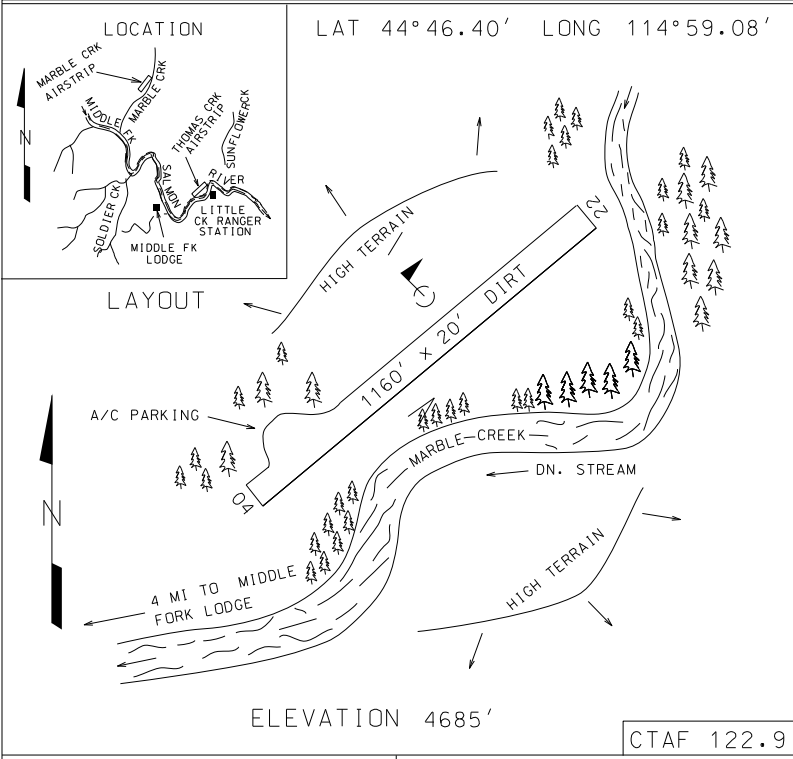 LOCATION
LAT 44°46.40' LONG 114°59.08'
MARBLE CRK
AIRSTRIP
MARBLE CRK
MIDDLE FK
THOMAS CRK
AIRSTRIP
SUNFLOWER CK
N
SALMON
RIVER
SOLDIER CK
LITTLE
CK RANGER
STATION
MIDDLE FK
LODGE
22
HIGH TERRAIN
LAYOUT
1160' X 20' DIRT
A/C PARKING
MARBLE CREEK
DN. STREAM
04
N
HIGH TERRAIN
4 MI TO MIDDLE
FORK LODGE
ELEVATION 4685'
CTAF 122.9